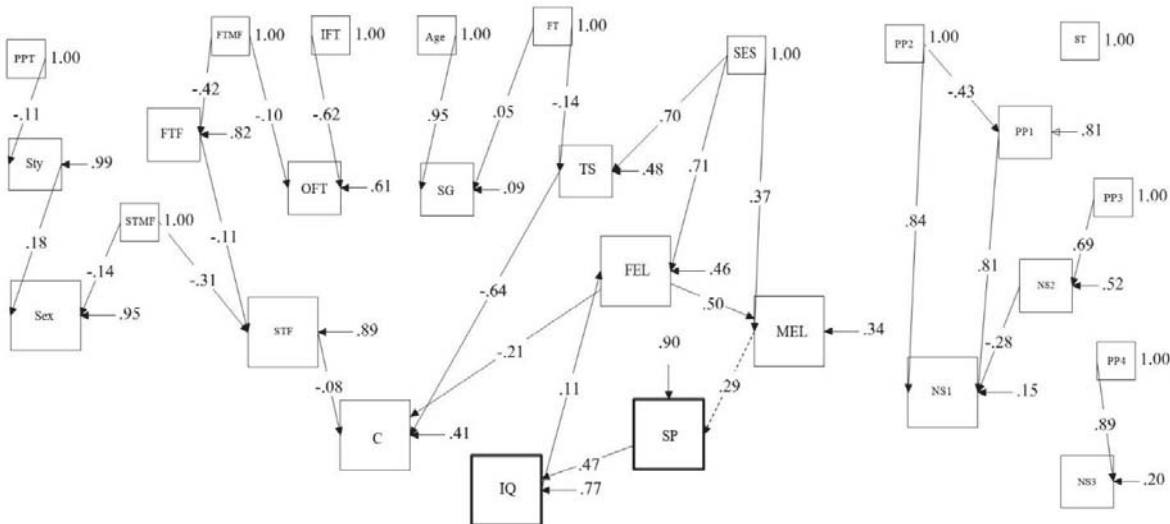 PPT 1.00
FTMF 1.00
IFT 1.00
Age 1.00
FT 1.00
SES 1.00
PP2 1.00
ST 1.00
-.11
-.42
-.10
-.62
.95
.05
-.14
.70
.71
.37
-.43
PP1 .81
FTF .82
Sty .99
OFT .61
SG .09
TS .48
STMF 1.00
PP3 1.00
.18
-.14
-.31
-.11
-.64
.84
.81
.69
FEL .46
NS2 .52
Sex .95
STF .89
.50
MEL .34
-.21
.90
-.28
PP4 1.00
-.08
.11
.29
NS1 .15
C .41
SP
.89
.47
IQ .77
NS3 .20